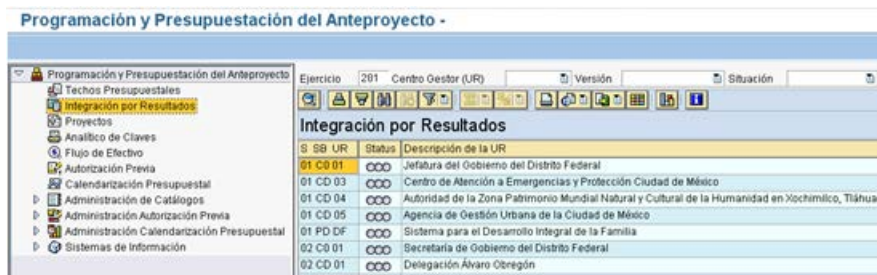 Programación y Presupuestación del Anteproyecto -
Programación y Presupuestación del Anteproyecto
Techos Presupuestales
Integración por Resultados
Proyectos
Analítico de Claves
Flujo de Efectivo
Autorización Previa
Calendarización Presupuestal
Administración de Catálogos
Administración Autorización Previa
Administración Calendarización Presupuestal
Sistemas de Información
Ejercicio 201 Centro Gestor (UR) Versión Situación
Integración por Resultados
S SB UR Status Descripción de la UR
01 C0 01 Jefatura del Gobierno del Distrito Federal
01 CD 03 Centro de Atención a Emergencias y Protección Ciudad de México
01 CD 04 Autoridad de la Zona Patrimonio Mundial Natural y Cultural de la Humanidad en Xochimilco, Tláhua
01 CD 05 Agencia de Gestión Urbana de la Ciudad de México
01 PD DF Sistema para el Desarrollo Integral de la Familia
02 C0 01 Secretaría de Gobierno del Distrito Federal
02 CD 01 Delegación Álvaro Obregón